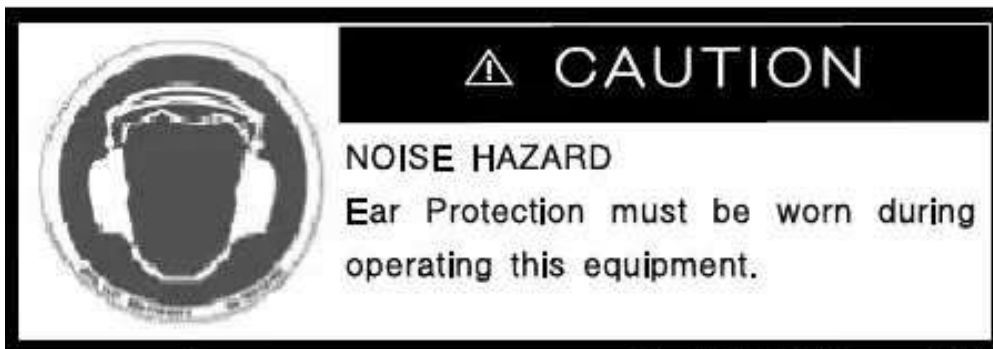 ⚠ CAUTION
NOISE HAZARD
Ear Protection must be worn during
operating this equipment.